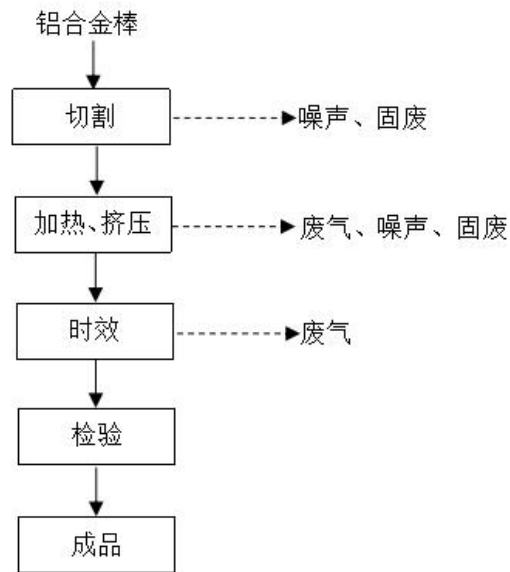 铝合金棒
切割
噪声、固废
加热、挤压
废气、噪声、固废
时效
废气
检验
成品